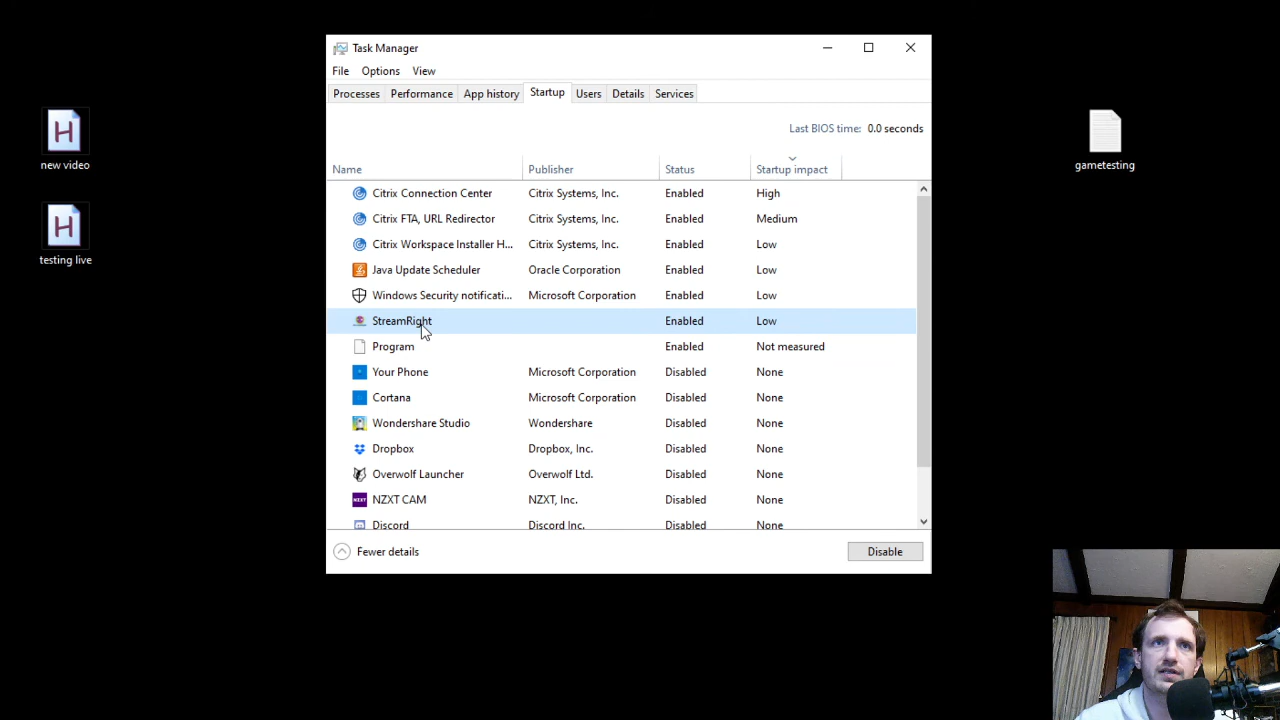 Task Manager
File Options View
Processes Performance App history Startup Users Details Services
Last BIOS time: 0.0 seconds
Name Publisher Status Startup impact
Citrix Connection Center Citrix Systems, Inc. Enabled High
Citrix FTA, URL Redirector Citrix Systems, Inc. Enabled Medium
Citrix Workspace Installer H... Citrix Systems, Inc. Enabled Low
Java Update Scheduler Oracle Corporation Enabled Low
Windows Security notificati... Microsoft Corporation Enabled Low
StreamRight Enabled Low
Program Enabled Not measured
Your Phone Microsoft Corporation Disabled None
Cortana Microsoft Corporation Disabled None
Wondershare Studio Wondershare Disabled None
Dropbox Dropbox, Inc. Disabled None
Overwolf Launcher Overwolf Ltd. Disabled None
NZXT NZXT CAM NZXT, Inc. Disabled None
Discord Discord Inc. Disabled None
Fewer details Disable
H
new video
H
testing live
gametesting